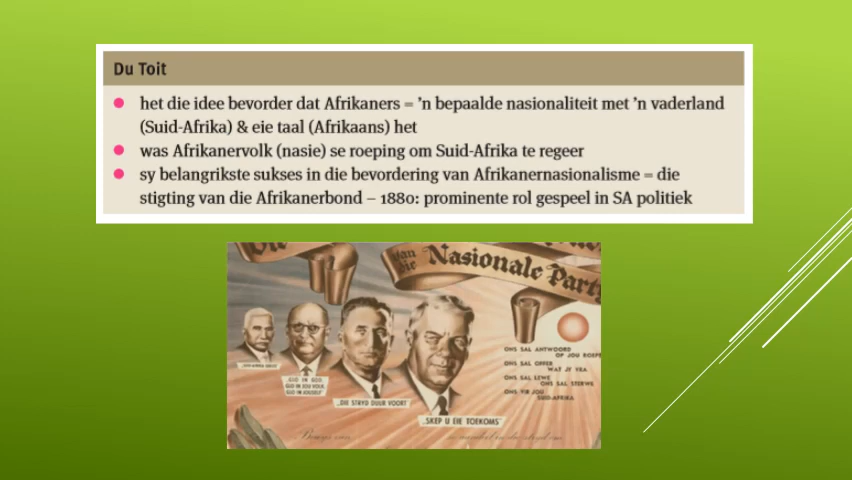 Du Toit
het die idee bevorder dat Afrikaners = 'n bepaalde nasionaliteit met 'n vaderland
(Suid-Afrika) & eie taal (Afrikaans) het
was Afrikanervolk (nasie) se roeping om Suid-Afrika te regeer
sy belangrikste sukses in die bevordering van Afrikanernasionalisme = die
stigting van die Afrikanerbond – 1880: prominente rol gespeel in SA politiek
Die
van die Nasionale Party
GLO IN GOD
GLO IN JOU VOLK
GLO IN JOUSELF"
„DIE STRYD DUUR VOORT"
„SKEP U EIE TOEKOMS"
ONS SAL ANTWOORD
OP JOU ROEPE
ONS SAL OFFER
WAT JY VRA
ONS SAL LEWE
ONS SAL STERWE
ONS VIR JOU
SUID-AFRIKA